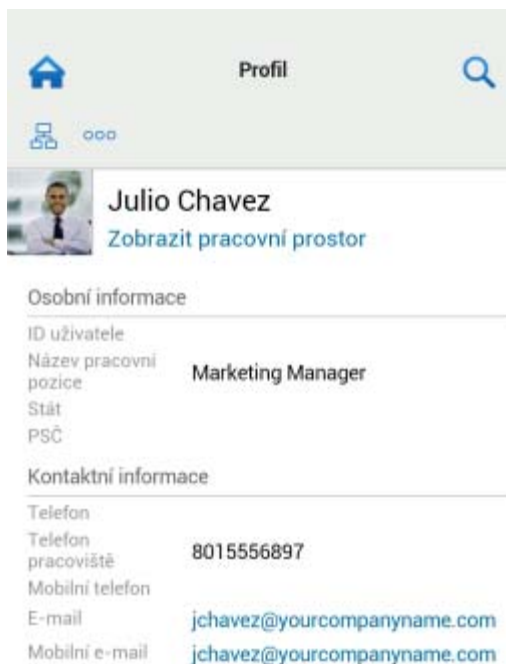 Profil
Julio Chavez
Zobrazit pracovní prostor
Osobní informace
ID uživatele
Název pracovní
pozice
Marketing Manager
Stát
PSČ
Kontaktní informace
Telefon
Telefon
pracoviště
8015556897
Mobilní telefon
E-mail
jchavez@yourcompanyname.com
Mobilní e-mail
jchavez@yourcompanyname.com